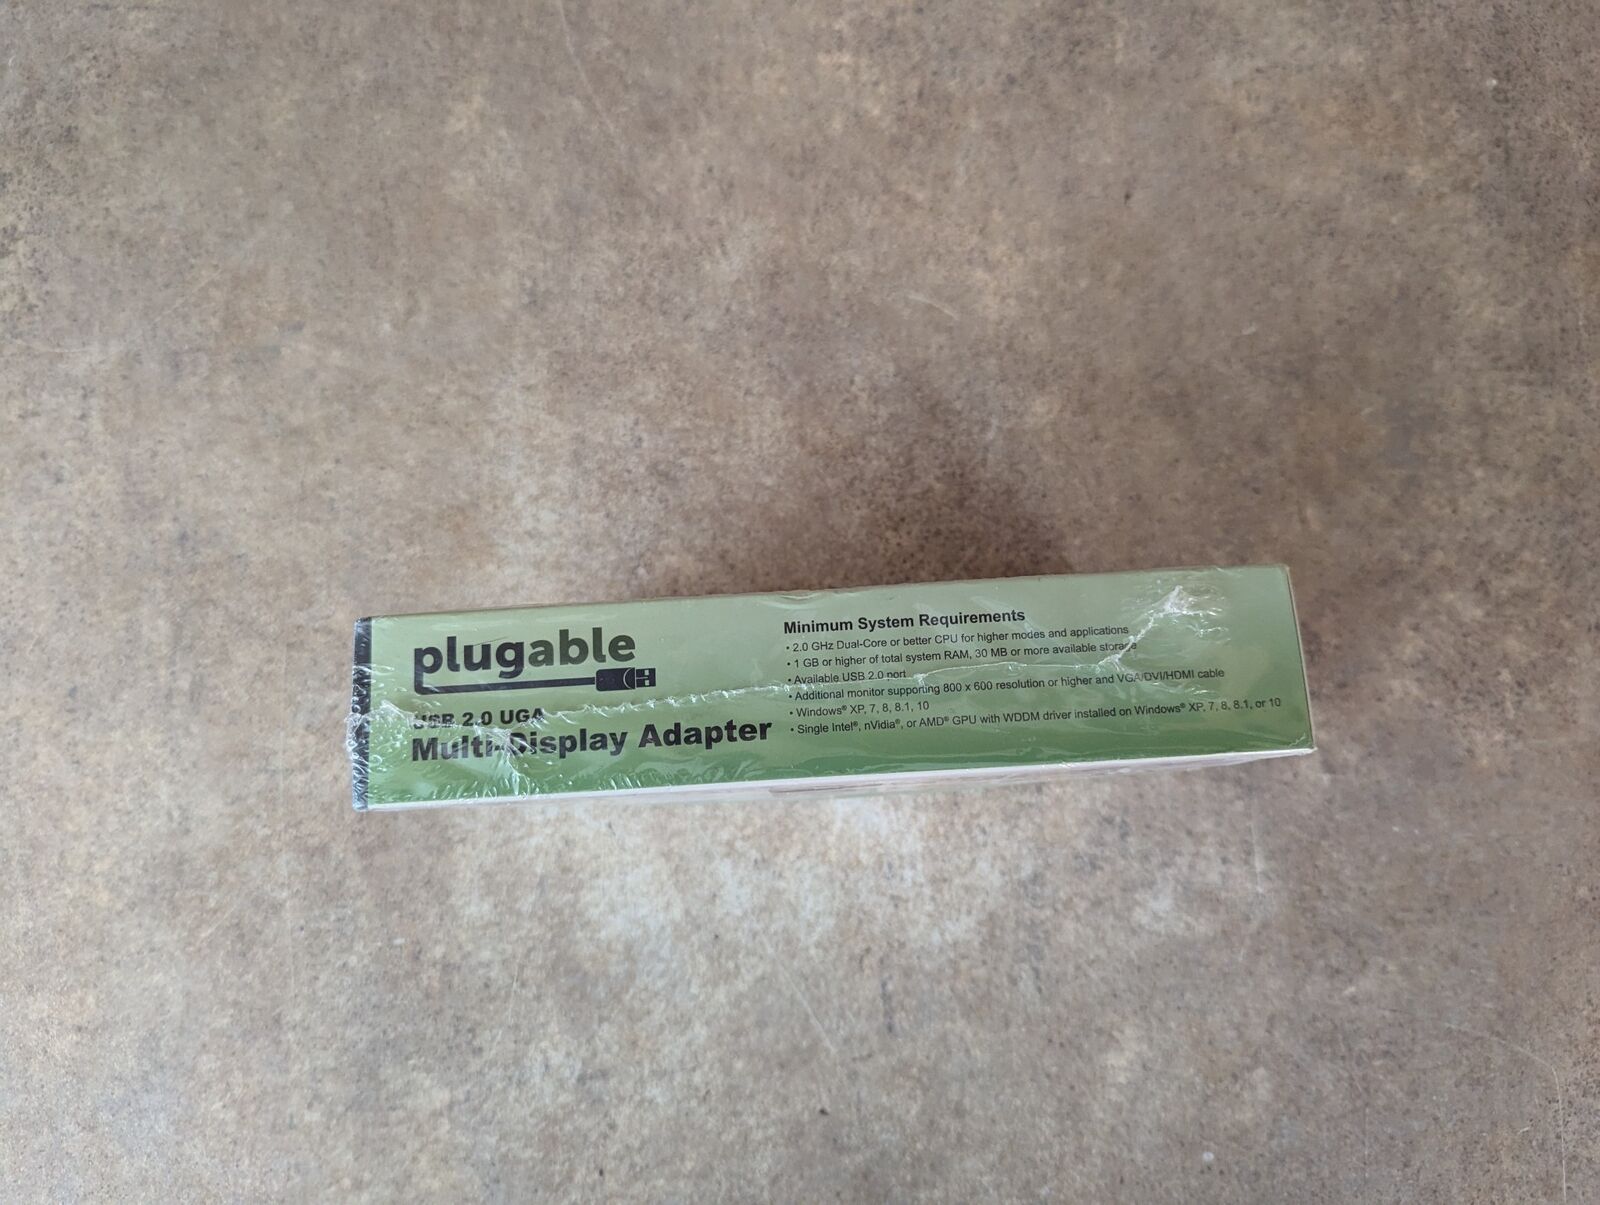 plugable
USB 2.0 UGA
Multi-Display Adapter
Minimum System Requirements
• 2.0 GHz Dual-Core or better CPU for higher modes and applications
• 1 GB or higher of total system RAM, 30 MB or more available storage
• Available USB 2.0 port
• Additional monitor supporting 800 x 600 resolution or higher and VGA/DVI/HDMI cable
• Windows® XP, 7, 8, 8.1, 10
• Single Intel®, nVidia®, or AMD® GPU with WDDM driver installed on Windows® XP, 7, 8, 8.1, or 10